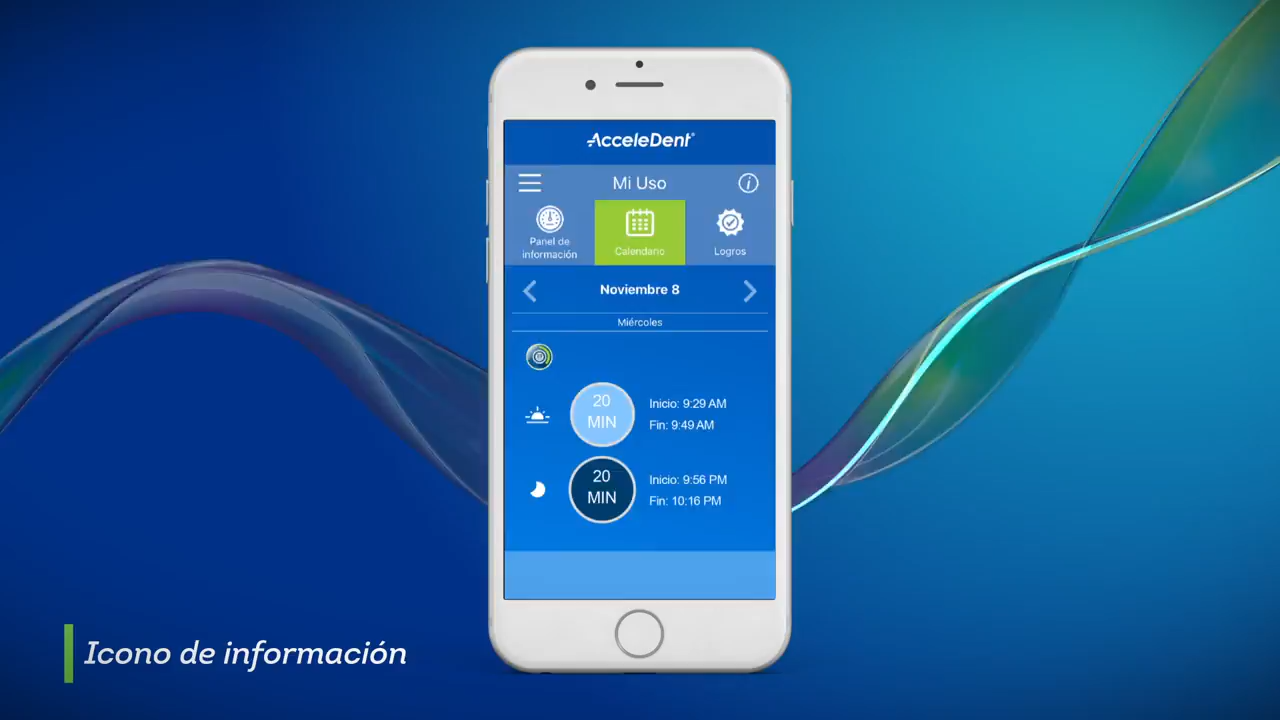 AcceleDent®
Mi Uso
Panel de
información
Calendario
Logros
Noviembre 8
Miércoles
20
MIN
Inicio: 9:29 AM
Fin: 9:49 AM
20
MIN
Inicio: 9:56 PM
Fin: 10:16 PM
Icono de información